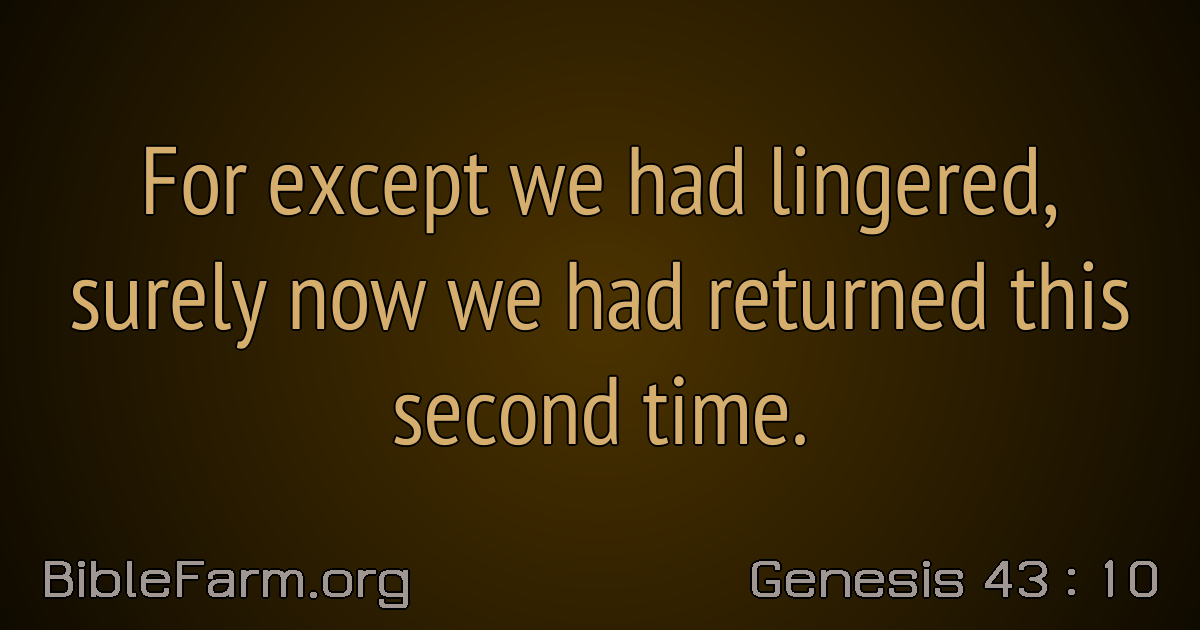 For except we had lingered,
surely now we had returned this
second time.
BibleFarm.org
Genesis 43 : 10